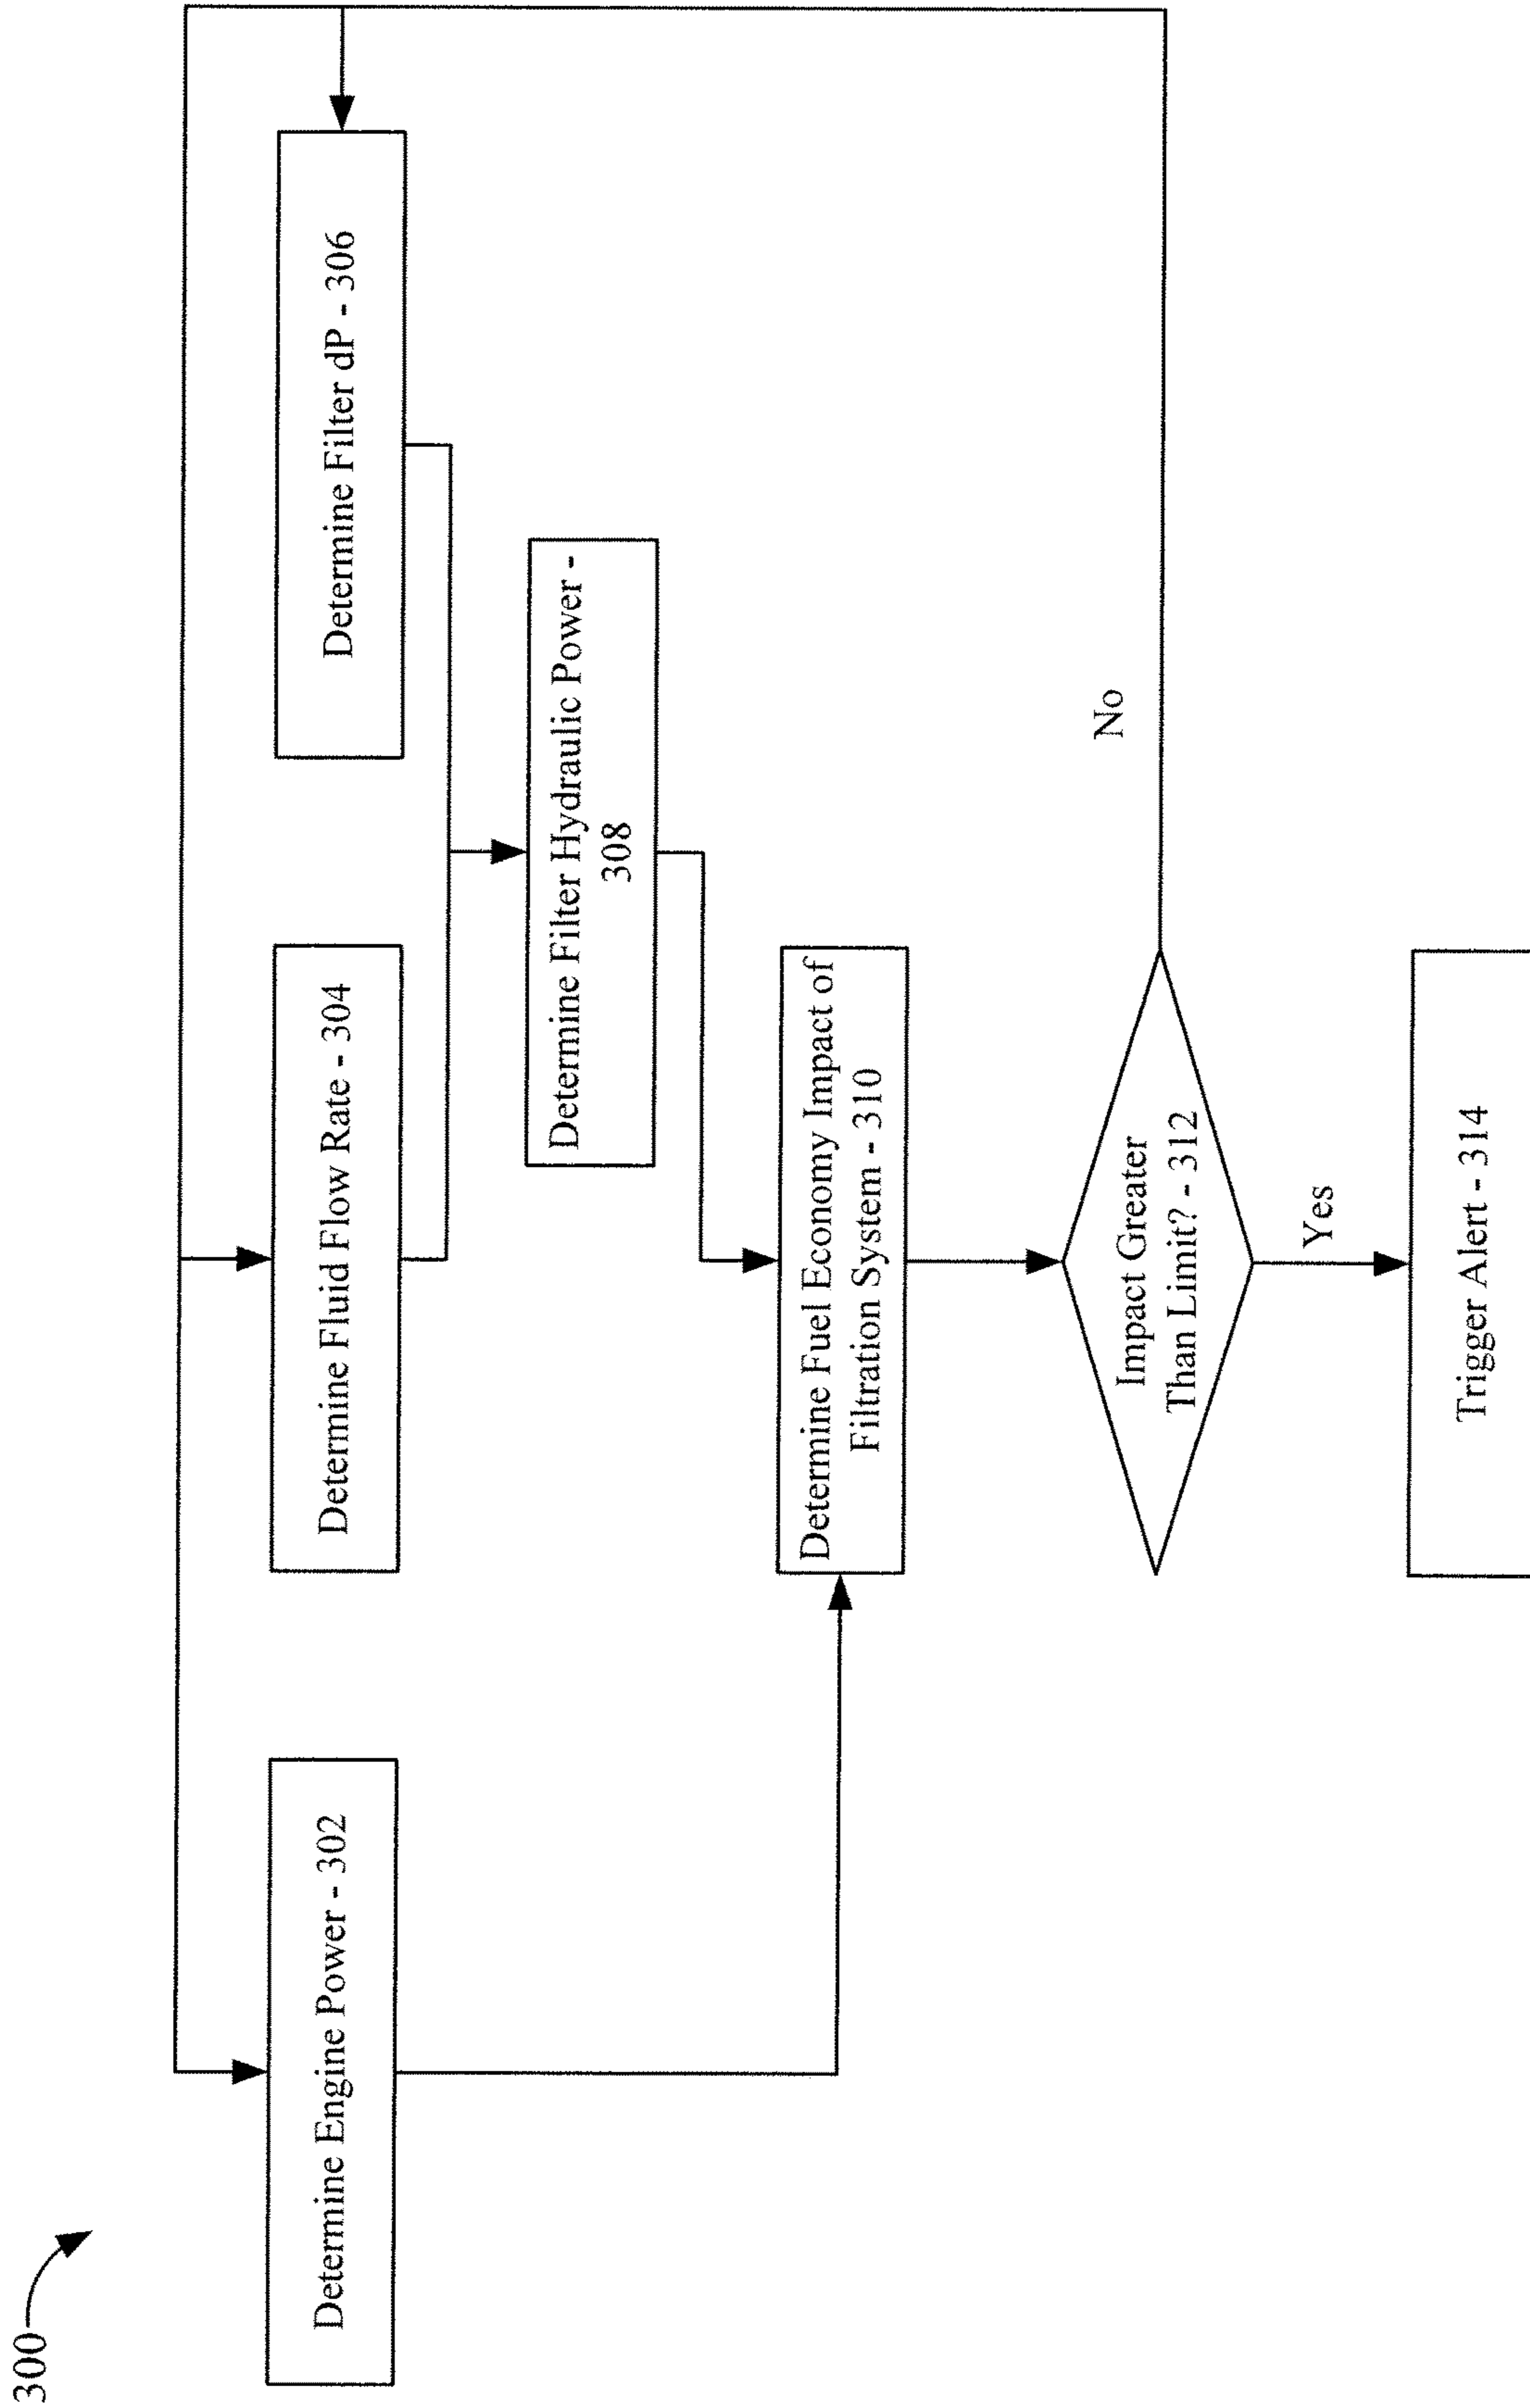 300
Determine Engine Power - 302
Determine Fluid Flow Rate - 304
Determine Filter dP - 306
Determine Filter Hydraulic Power -
308
Determine Fuel Economy Impact of
Filtration System - 310
Impact Greater
Than Limit? - 312
No
Yes
Trigger Alert - 314